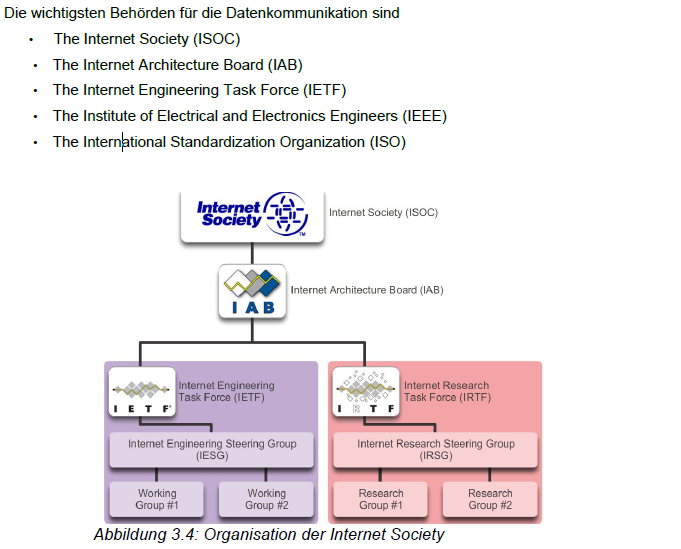 Die wichtigsten Behörden für die Datenkommunikation sind
• The Internet Society (ISOC)
• The Internet Architecture Board (IAB)
• The Internet Engineering Task Force (IETF)
• The Institute of Electrical and Electronics Engineers (IEEE)
• The International Standardization Organization (ISO)
Internet
Society
TM
Internet Society (ISOC)
IAB
Internet Architecture Board (IAB)
IETF
Internet Engineering
Task Force (IETF)
IRTF
Internet Research
Task Force (IRTF)
Internet Engineering Steering Group
(IESG)
Internet Research Steering Group
(IRSG)
Working
Group #1
Working
Group #2
Research
Group #1
Research
Group #2
Abbildung 3.4: Organisation der Internet Society